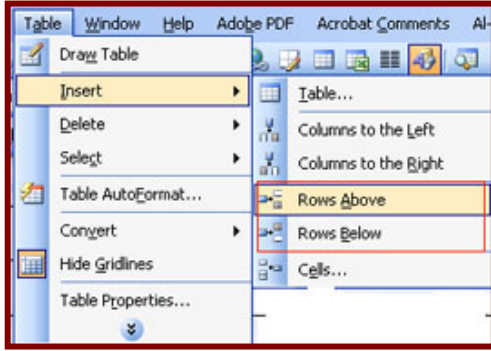 Table Window Help Adobe PDF Acrobat Comments Al-
Draw Table
Insert
Delete
Select
Table AutoFormat...
Convert
Hide Gridlines
Table Properties...
Table...
Columns to the Left
Columns to the Right
Rows Above
Rows Below
Cells...